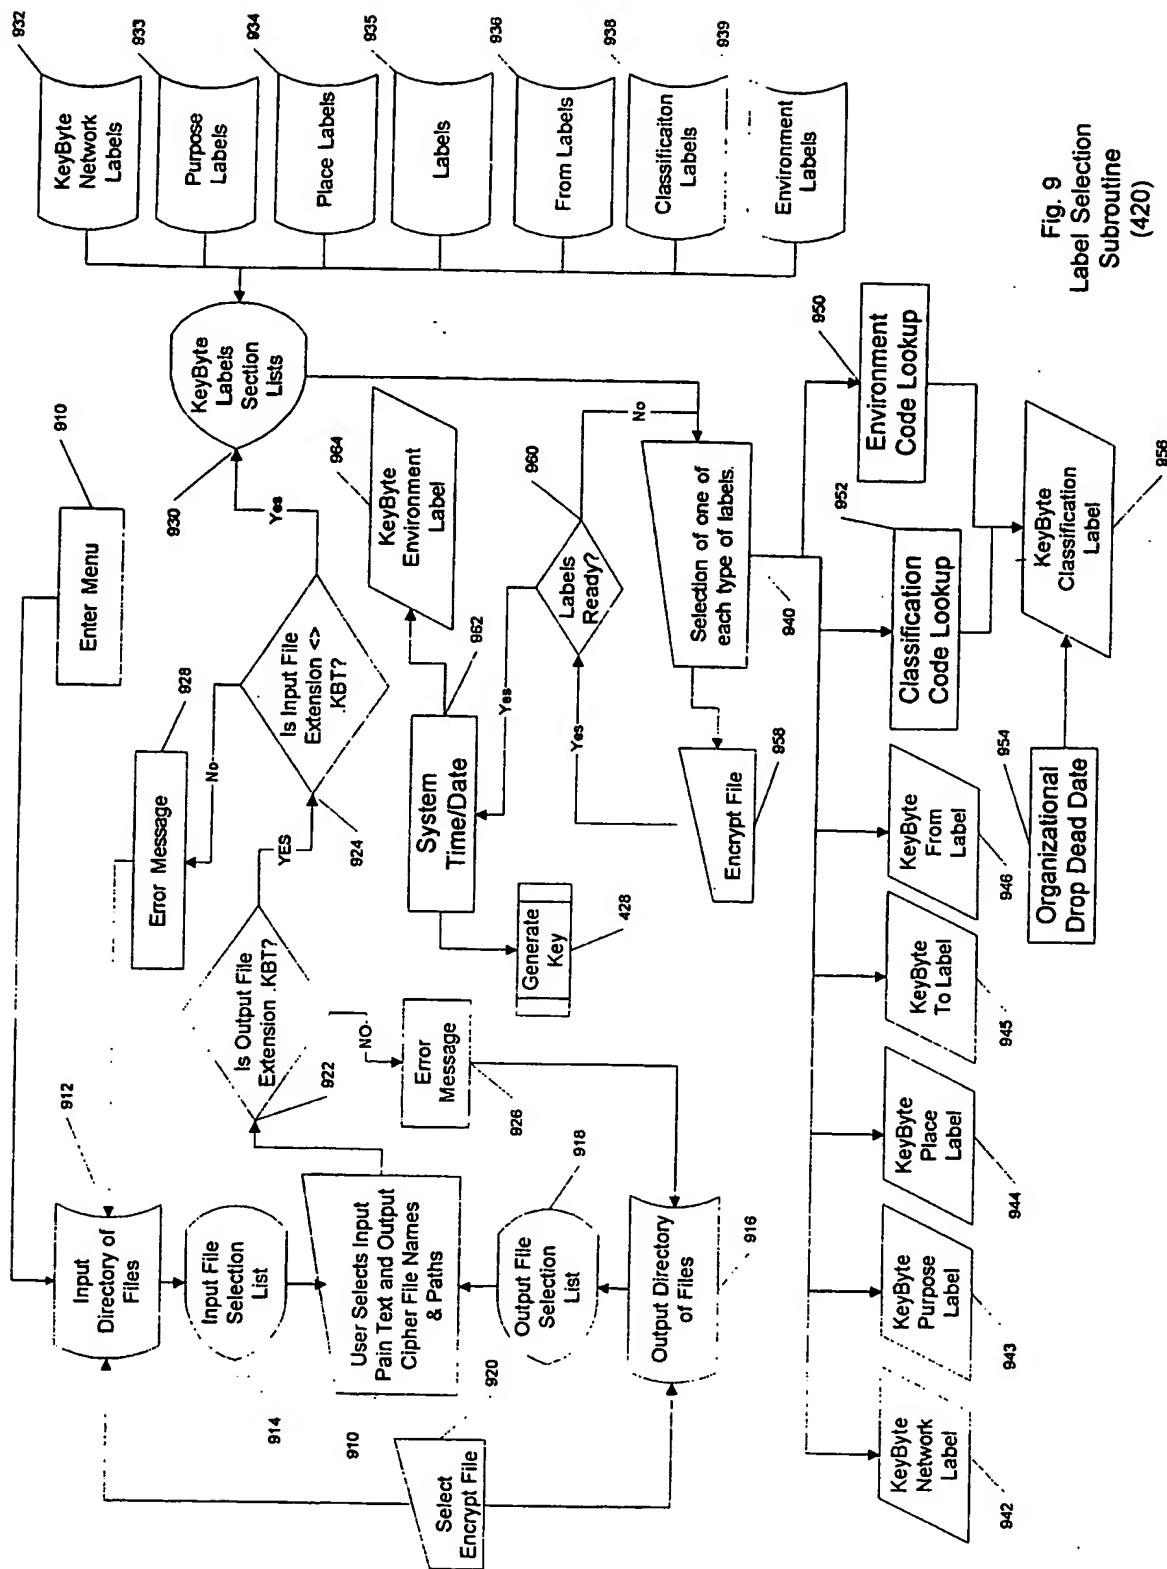 932
KeyByte
Network
Labels
933
Purpose
Labels
934
Place Labels
935
Labels
936
From Labels
938
Classificaiton
Labels
939
Environment
Labels
910
Enter Menu
KeyByte
Labels
Section
Lists
930
Yes
928
Error Message
No
Is Input File
Extension <>
.KBT?
924
YES
Is Output File
Extension .KBT?
922
NO
Error
Message
926
912
Input
Directory of
Files
Input File
Selection
List
914
User Selects Input
Pain Text and Output
Cipher File Names
& Paths
910
918
Output File
Selection
List
920
Output Directory
of Files
916
Select
Encrypt File
964
KeyByte
Environment
Label
962
System
Time/Date
Generate
Key
428
Yes
960
Labels
Ready?
No
Yes
Selection of one of
each type of labels.
940
Encrypt File
958
950
Environment
Code Lookup
952
Classification
Code Lookup
KeyByte
Classification
Label
956
954
Organizational
Drop Dead Date
KeyByte
From
Label
946
KeyByte
To Label
945
KeyByte
Place
Label
944
KeyByte
Purpose
Label
943
KeyByte
Network
Label
942
Fig. 9
Label Selection
Subroutine
(420)